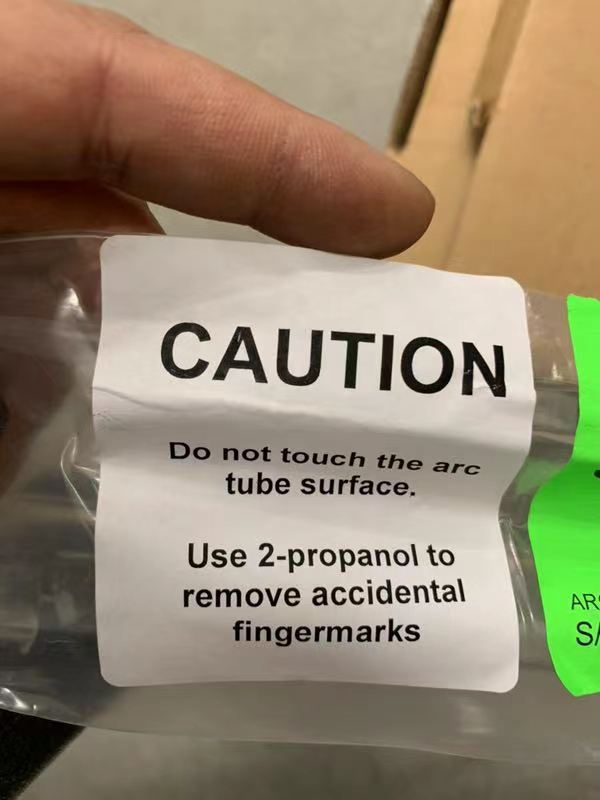 CAUTION
Do not touch the arc
tube surface.
Use 2-propanol to
remove accidental
fingermarks